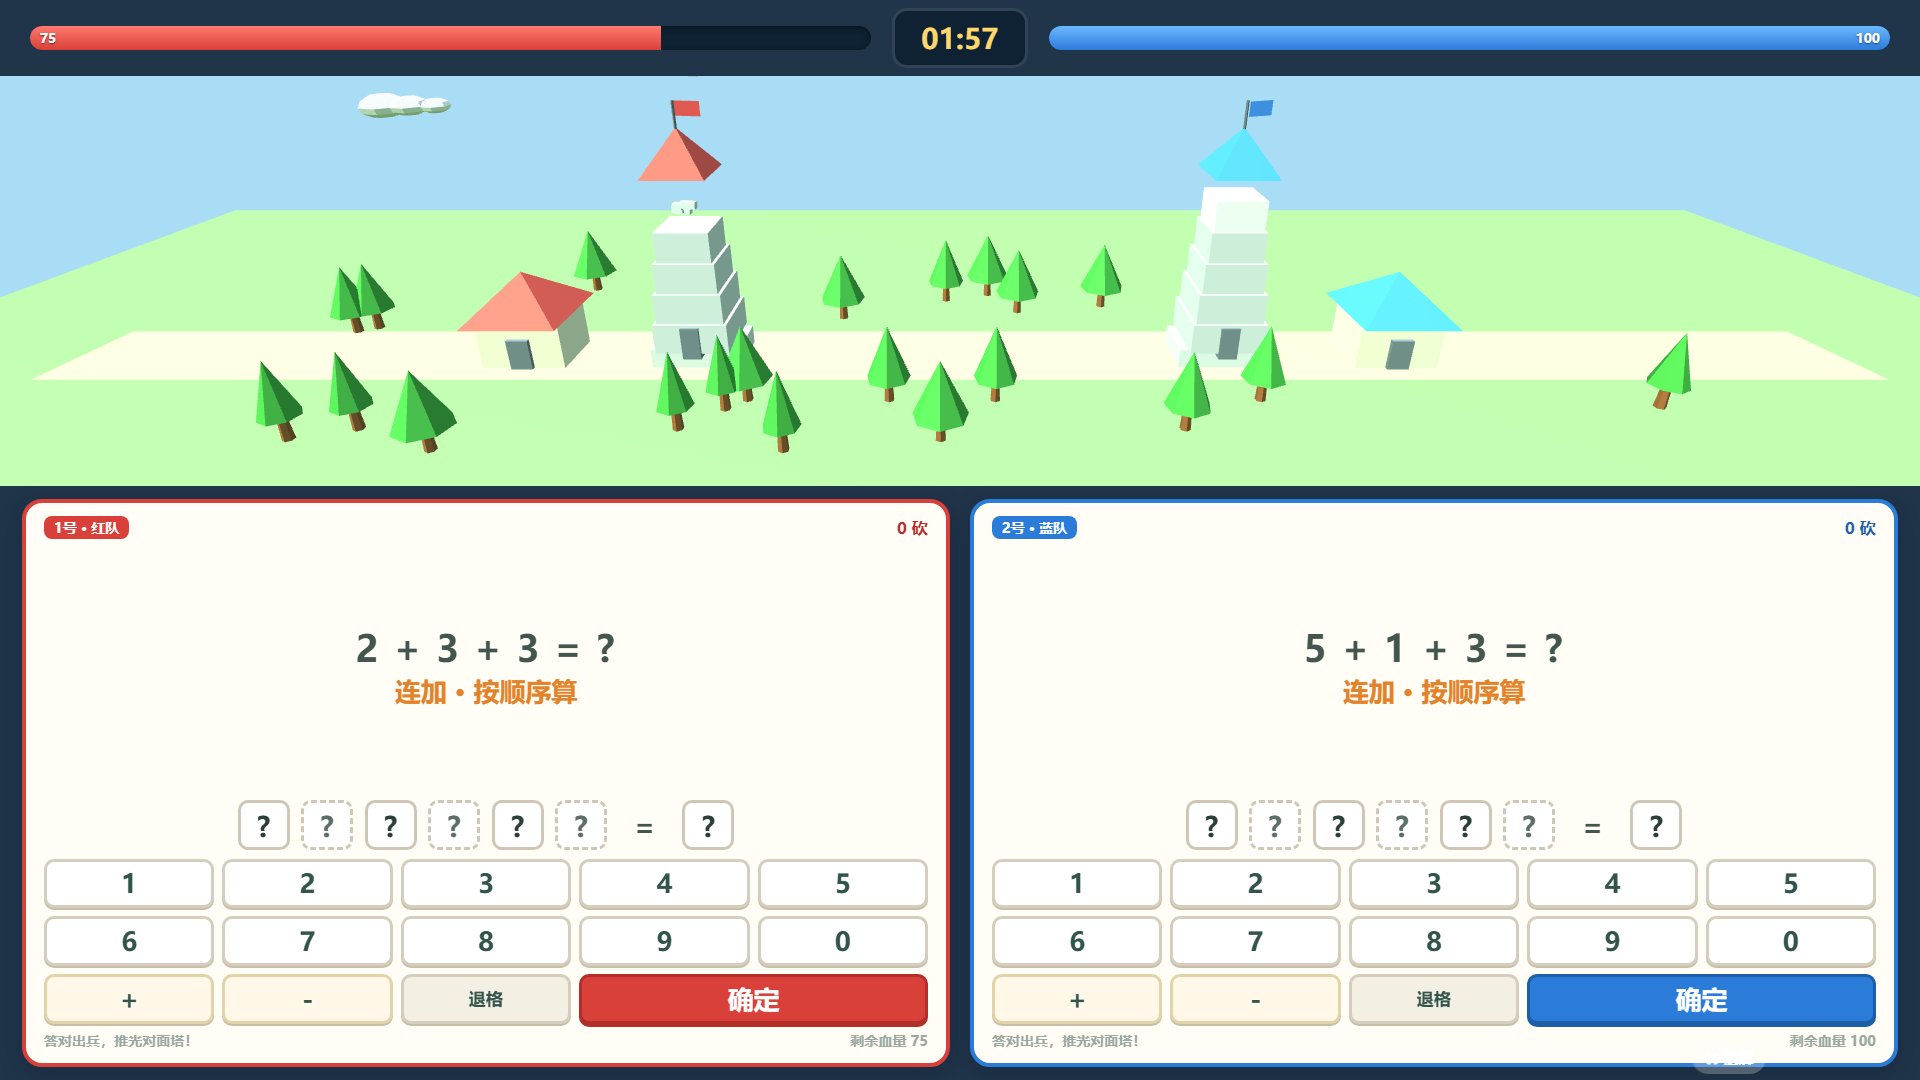 75
01:57
100
1号 • 红队
0 砍
2 + 3 + 3 = ?
连加 • 按顺序算
? ? ? ? ? ? = ?
1 2 3 4 5
6 7 8 9 0
+ - 退格 确定
答对出兵，推光对面塔！
剩余血量 75
2号 • 蓝队
0 砍
5 + 1 + 3 = ?
连加 • 按顺序算
? ? ? ? ? ? = ?
1 2 3 4 5
6 7 8 9 0
+ - 退格 确定
答对出兵，推光对面塔！
剩余血量 100